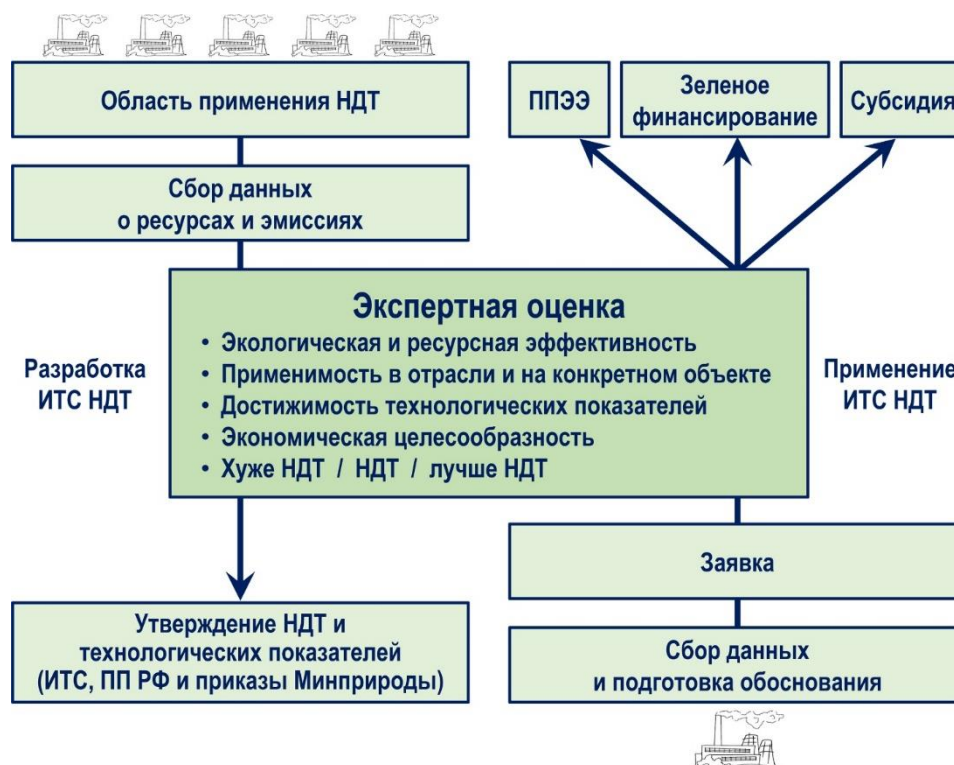 Область применения НДТ
Сбор данных
о ресурсах и эмиссиях
ППЭЭ
Зеленое
финансирование
Субсидия
Экспертная оценка
• Экологическая и ресурсная эффективность
• Применимость в отрасли и на конкретном объекте
• Достижимость технологических показателей
• Экономическая целесообразность
• Хуже НДТ / НДТ / лучше НДТ
Разработка
ИТС НДТ
Применение
ИТС НДТ
Утверждение НДТ и
технологических показателей
(ИТС, ПП РФ и приказы Минприроды)
Заявка
Сбор данных
и подготовка обоснования